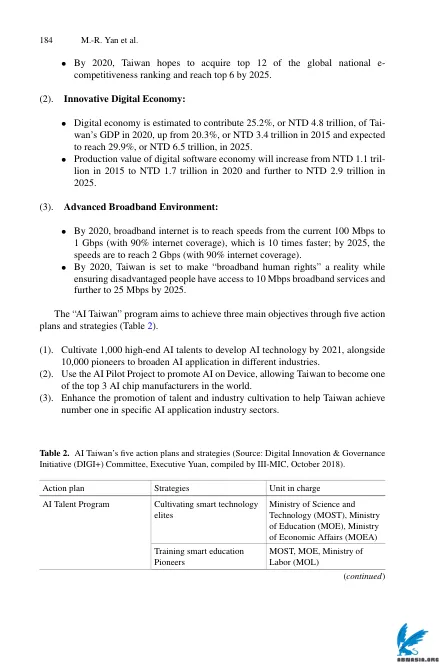 184 M.-R. Yan et al.
• By 2020, Taiwan hopes to acquire top 12 of the global national e-
competitiveness ranking and reach top 6 by 2025.
(2). Innovative Digital Economy:
• Digital economy is estimated to contribute 25.2%, or NTD 4.8 trillion, of Tai-
wan's GDP in 2020, up from 20.3%, or NTD 3.4 trillion in 2015 and expected
to reach 29.9%, or NTD 6.5 trillion, in 2025.
• Production value of digital software economy will increase from NTD 1.1 tril-
lion in 2015 to NTD 1.7 trillion in 2020 and further to NTD 2.9 trillion in
2025.
(3). Advanced Broadband Environment:
• By 2020, broadband internet is to reach speeds from the current 100 Mbps to
1 Gbps (with 90% internet coverage), which is 10 times faster; by 2025, the
speeds are to reach 2 Gbps (with 90% internet coverage).
• By 2020, Taiwan is set to make “broadband human rights” a reality while
ensuring disadvantaged people have access to 10 Mbps broadband services and
further to 25 Mbps by 2025.
The “AI Taiwan” program aims to achieve three main objectives through five action
plans and strategies (Table 2).
(1). Cultivate 1,000 high-end AI talents to develop AI technology by 2021, alongside
10,000 pioneers to broaden AI application in different industries.
(2). Use the AI Pilot Project to promote AI on Device, allowing Taiwan to become one
of the top 3 AI chip manufacturers in the world.
(3). Enhance the promotion of talent and industry cultivation to help Taiwan achieve
number one in specific AI application industry sectors.
Table 2. AI Taiwan's five action plans and strategies (Source: Digital Innovation & Governance
Initiative (DIGI+) Committee, Executive Yuan, compiled by III-MIC, October 2018).
Action plan Strategies Unit in charge
AI Talent Program Cultivating smart technology Ministry of Science and
elites Technology (MOST), Ministry
of Education (MOE), Ministry
of Economic Affairs (MOEA)
Training smart education MOST, MOE, Ministry of
Pioneers Labor (MOL)
(continued)